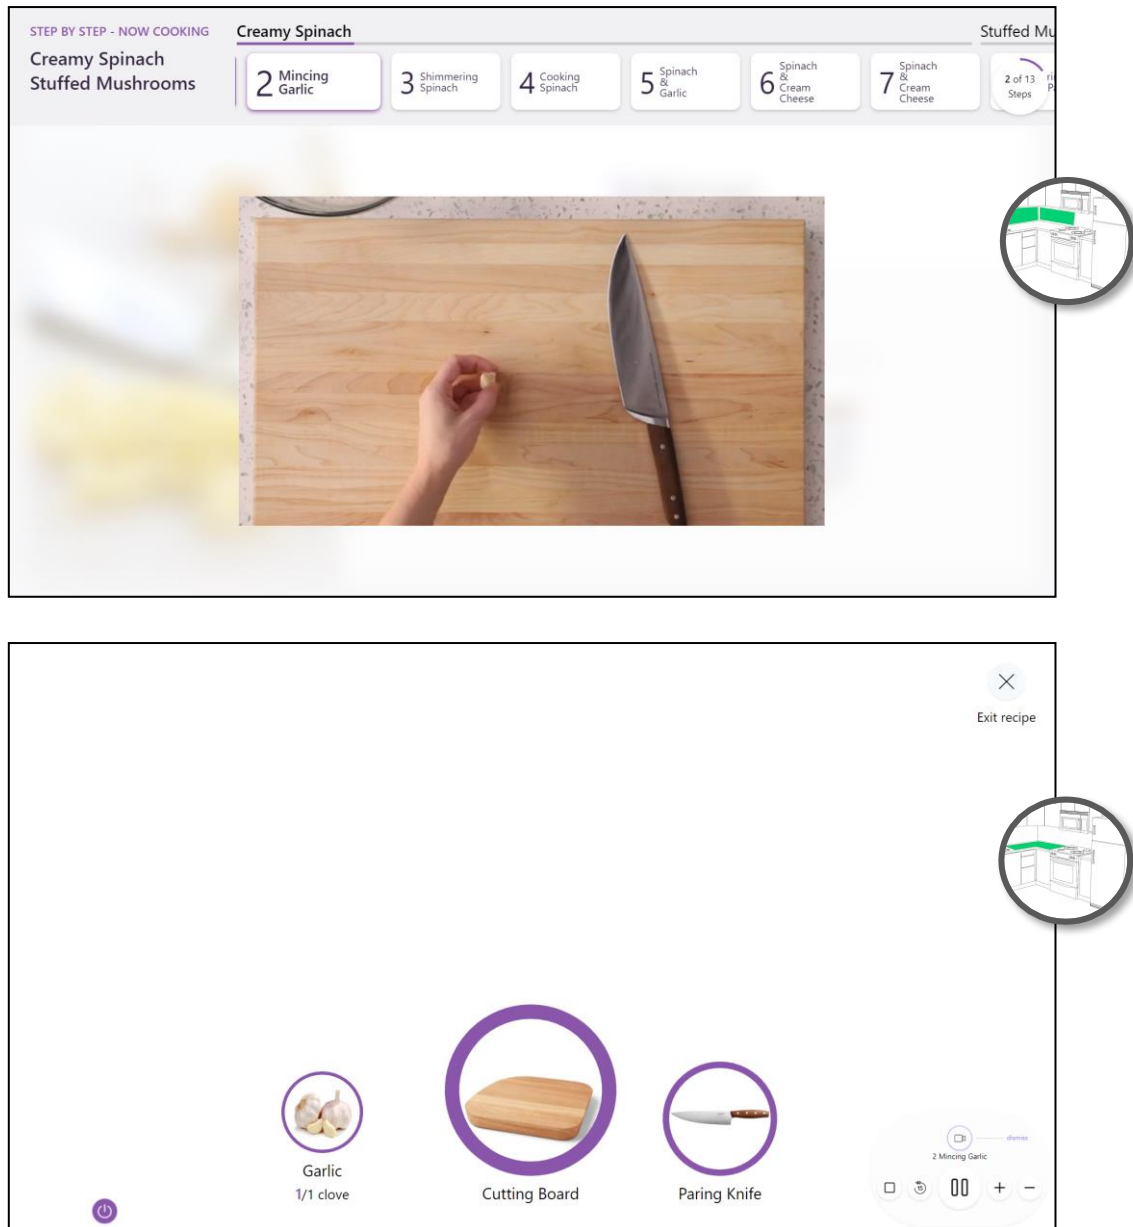 STEP BY STEP - NOW COOKING
Creamy Spinach
Stuffed Mushrooms
Creamy Spinach
Stuffed Mu
2 Mincing
Garlic
3 Shimmering
Spinach
4 Cooking
Spinach
5 Spinach
&
Garlic
6 Spinach
&
Cream
Cheese
7 Spinach
&
Cream
Cheese
2 of 13
Steps
Exit recipe
Garlic
1/1 clove
Cutting Board
Paring Knife
dismiss
2 Mincing Garlic
15